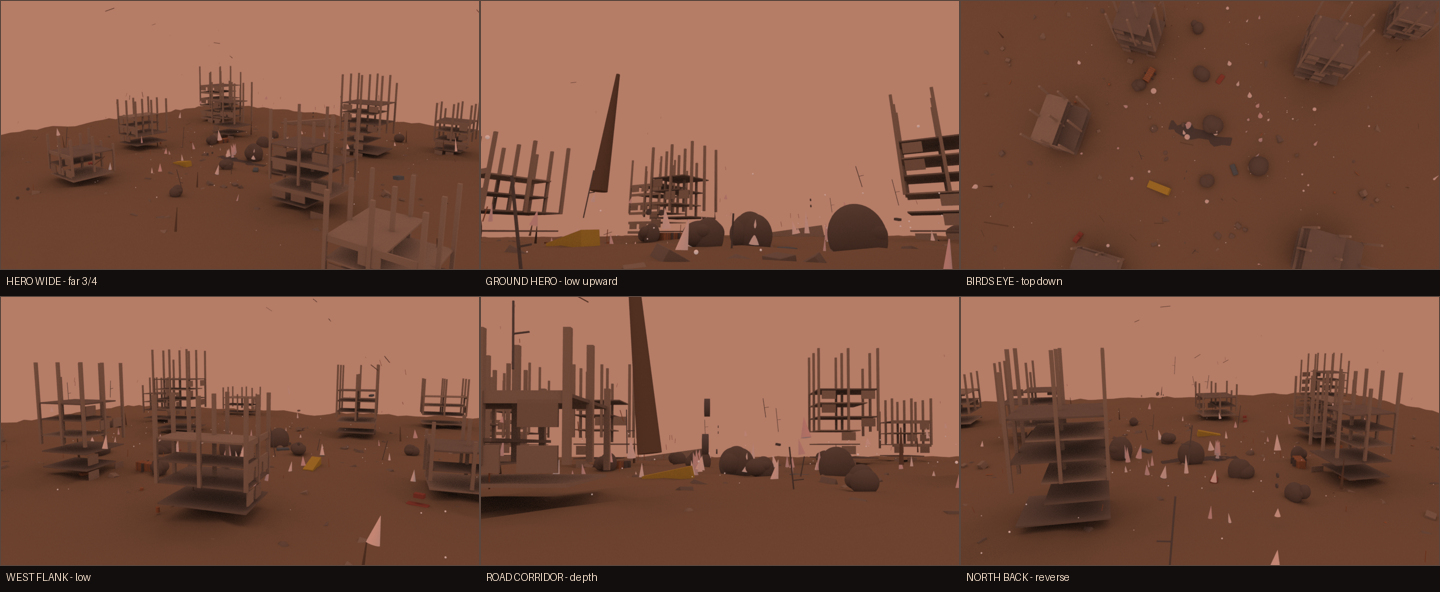 HERO WIDE - far 3/4
GROUND HERO - low upward
BIRDS EYE - top down
WEST FLANK - low
ROAD CORRIDOR - depth
NORTH BACK - reverse